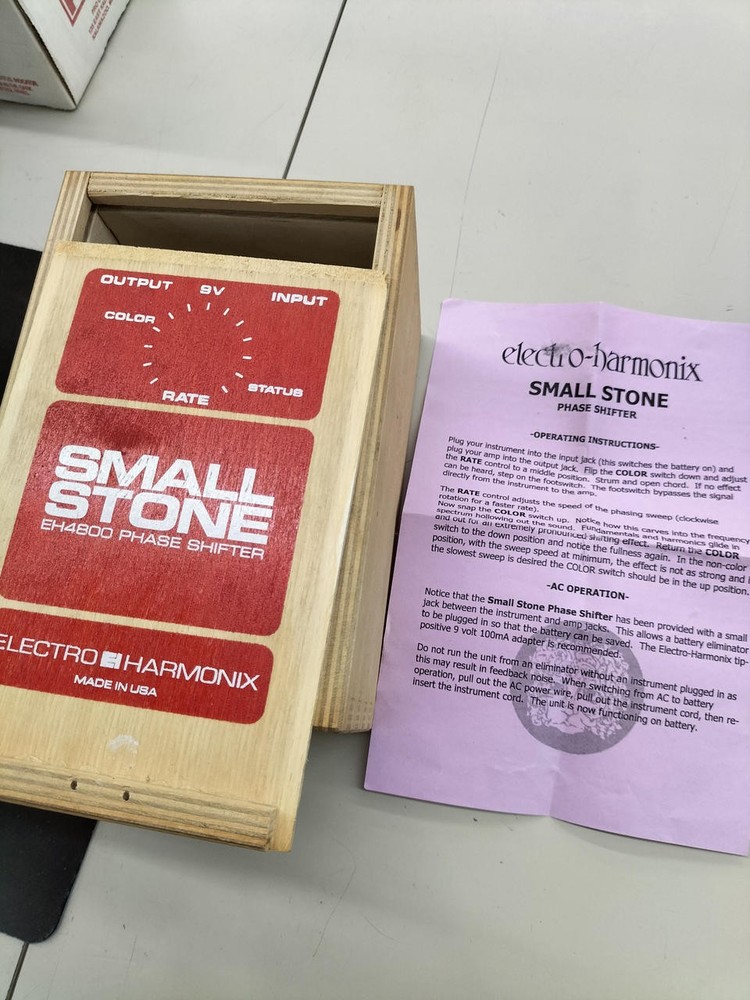 OUTPUT 9V INPUT
COLOR
RATE
STATUS
SMALL
STONE
EH4800 PHASE SHIFTER
ELECTRO HARMONIX
MADE IN USA
electro-harmonix
SMALL STONE
PHASE SHIFTER
-OPERATING INSTRUCTIONS-
Plug your instrument into the input jack (this switches the battery on) and
plug your amp into the output jack. Flip the COLOR switch down and adjust
the RATE control to a middle position. Strum and open chord. If no effect
can be heard, step on the footswitch. The footswitch bypasses the signal
directly from the instrument to the amp.
The RATE control adjusts the speed of the phasing sweep (clockwise
rotation for a faster rate).
Now snap the COLOR switch up. Notice how this carves into the frequency
spectrum hollowing out the sound. Fundamentals and harmonics glide in
and out for an extremely pronounced shifting effect. Return the COLOR
switch to the down position and notice the fullness again. In the non-color
position, with the sweep speed at minimum, the effect is not as strong and
the slowest sweep is desired the COLOR switch should be in the up position.
-AC OPERATION-
Notice that the Small Stone Phase Shifter has been provided with a small
jack between the instrument and amp jacks. This allows a battery eliminator
to be plugged in so that the battery can be saved. The Electro-Harmonix tip-
positive 9 volt 100mA adapter is recommended.
Do not run the unit from an eliminator without an instrument plugged in as
this may result in feedback noise. When switching from AC to battery
operation, pull out the AC power wire, pull out the instrument cord, then re-
insert the instrument cord. The unit is now functioning on battery.